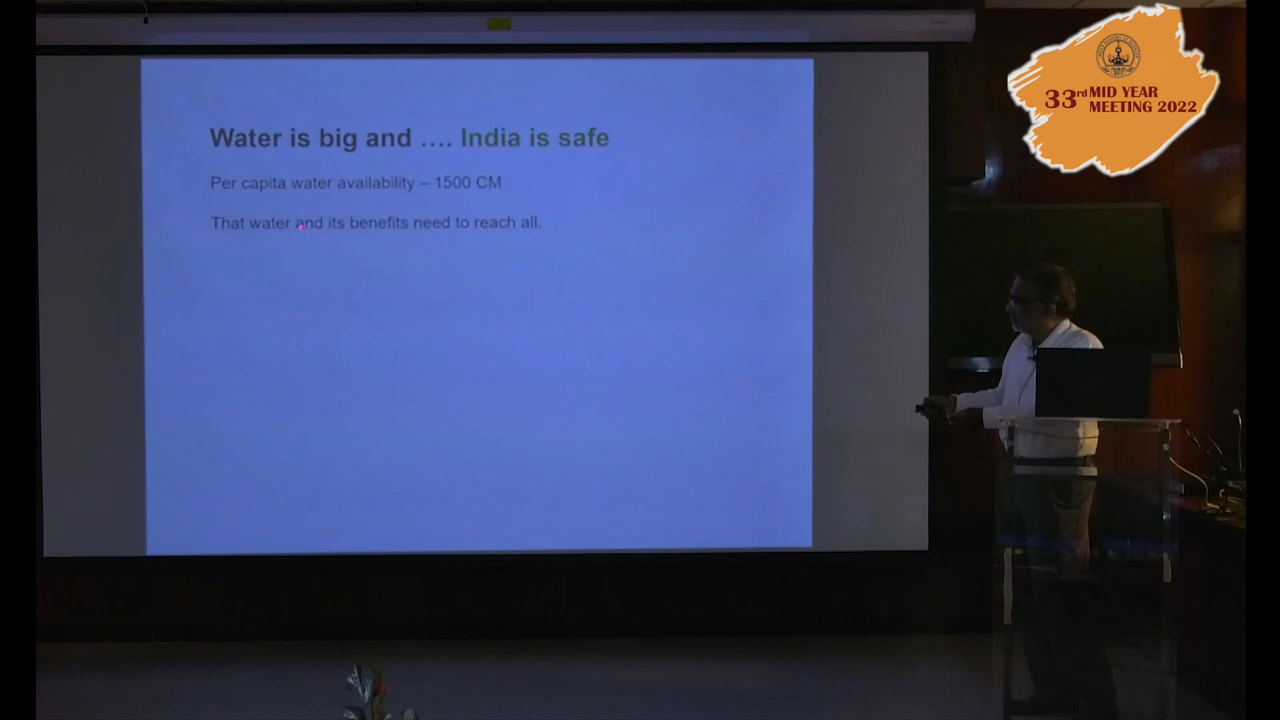 Water is big and .... India is safe
Per capita water availability – 1500 CM
That water and its benefits need to reach all.
33rd MID YEAR
MEETING 2022